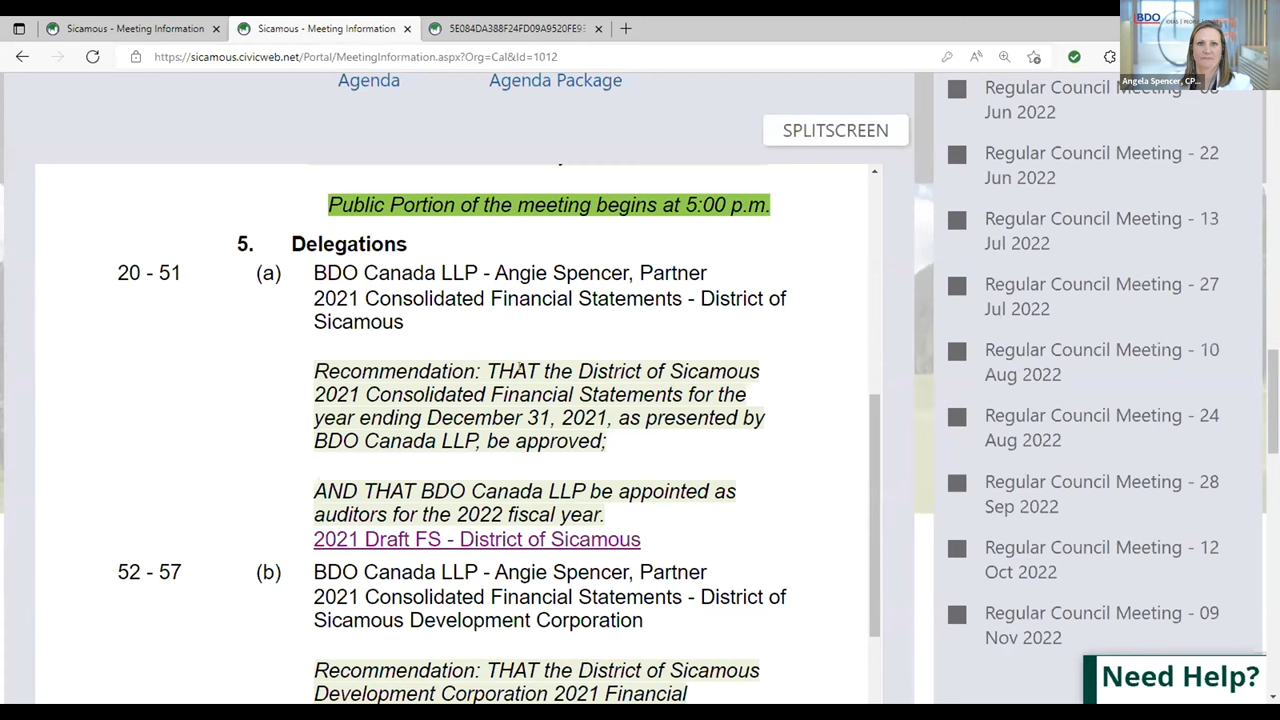 Sicamous - Meeting Information
Sicamous - Meeting Information
5E084DA388F24FD09A9520FE9
https://sicamous.civicweb.net/Portal/MeetingInformation.aspx?Org=Cal&Id=1012
BDO
Angela Spencer, CP...
Agenda
Agenda Package
SPLITSCREEN
Public Portion of the meeting begins at 5:00 p.m.
5. Delegations
20 - 51 (a) BDO Canada LLP - Angie Spencer, Partner
2021 Consolidated Financial Statements - District of
Sicamous
Recommendation: THAT the District of Sicamous
2021 Consolidated Financial Statements for the
year ending December 31, 2021, as presented by
BDO Canada LLP, be approved;
AND THAT BDO Canada LLP be appointed as
auditors for the 2022 fiscal year.
2021 Draft FS - District of Sicamous
52 - 57 (b) BDO Canada LLP - Angie Spencer, Partner
2021 Consolidated Financial Statements - District of
Sicamous Development Corporation
Recommendation: THAT the District of Sicamous
Development Corporation 2021 Financial
Regular Council Meeting - 08
Jun 2022
Regular Council Meeting - 22
Jun 2022
Regular Council Meeting - 13
Jul 2022
Regular Council Meeting - 27
Jul 2022
Regular Council Meeting - 10
Aug 2022
Regular Council Meeting - 24
Aug 2022
Regular Council Meeting - 28
Sep 2022
Regular Council Meeting - 12
Oct 2022
Regular Council Meeting - 09
Nov 2022
Need Help?